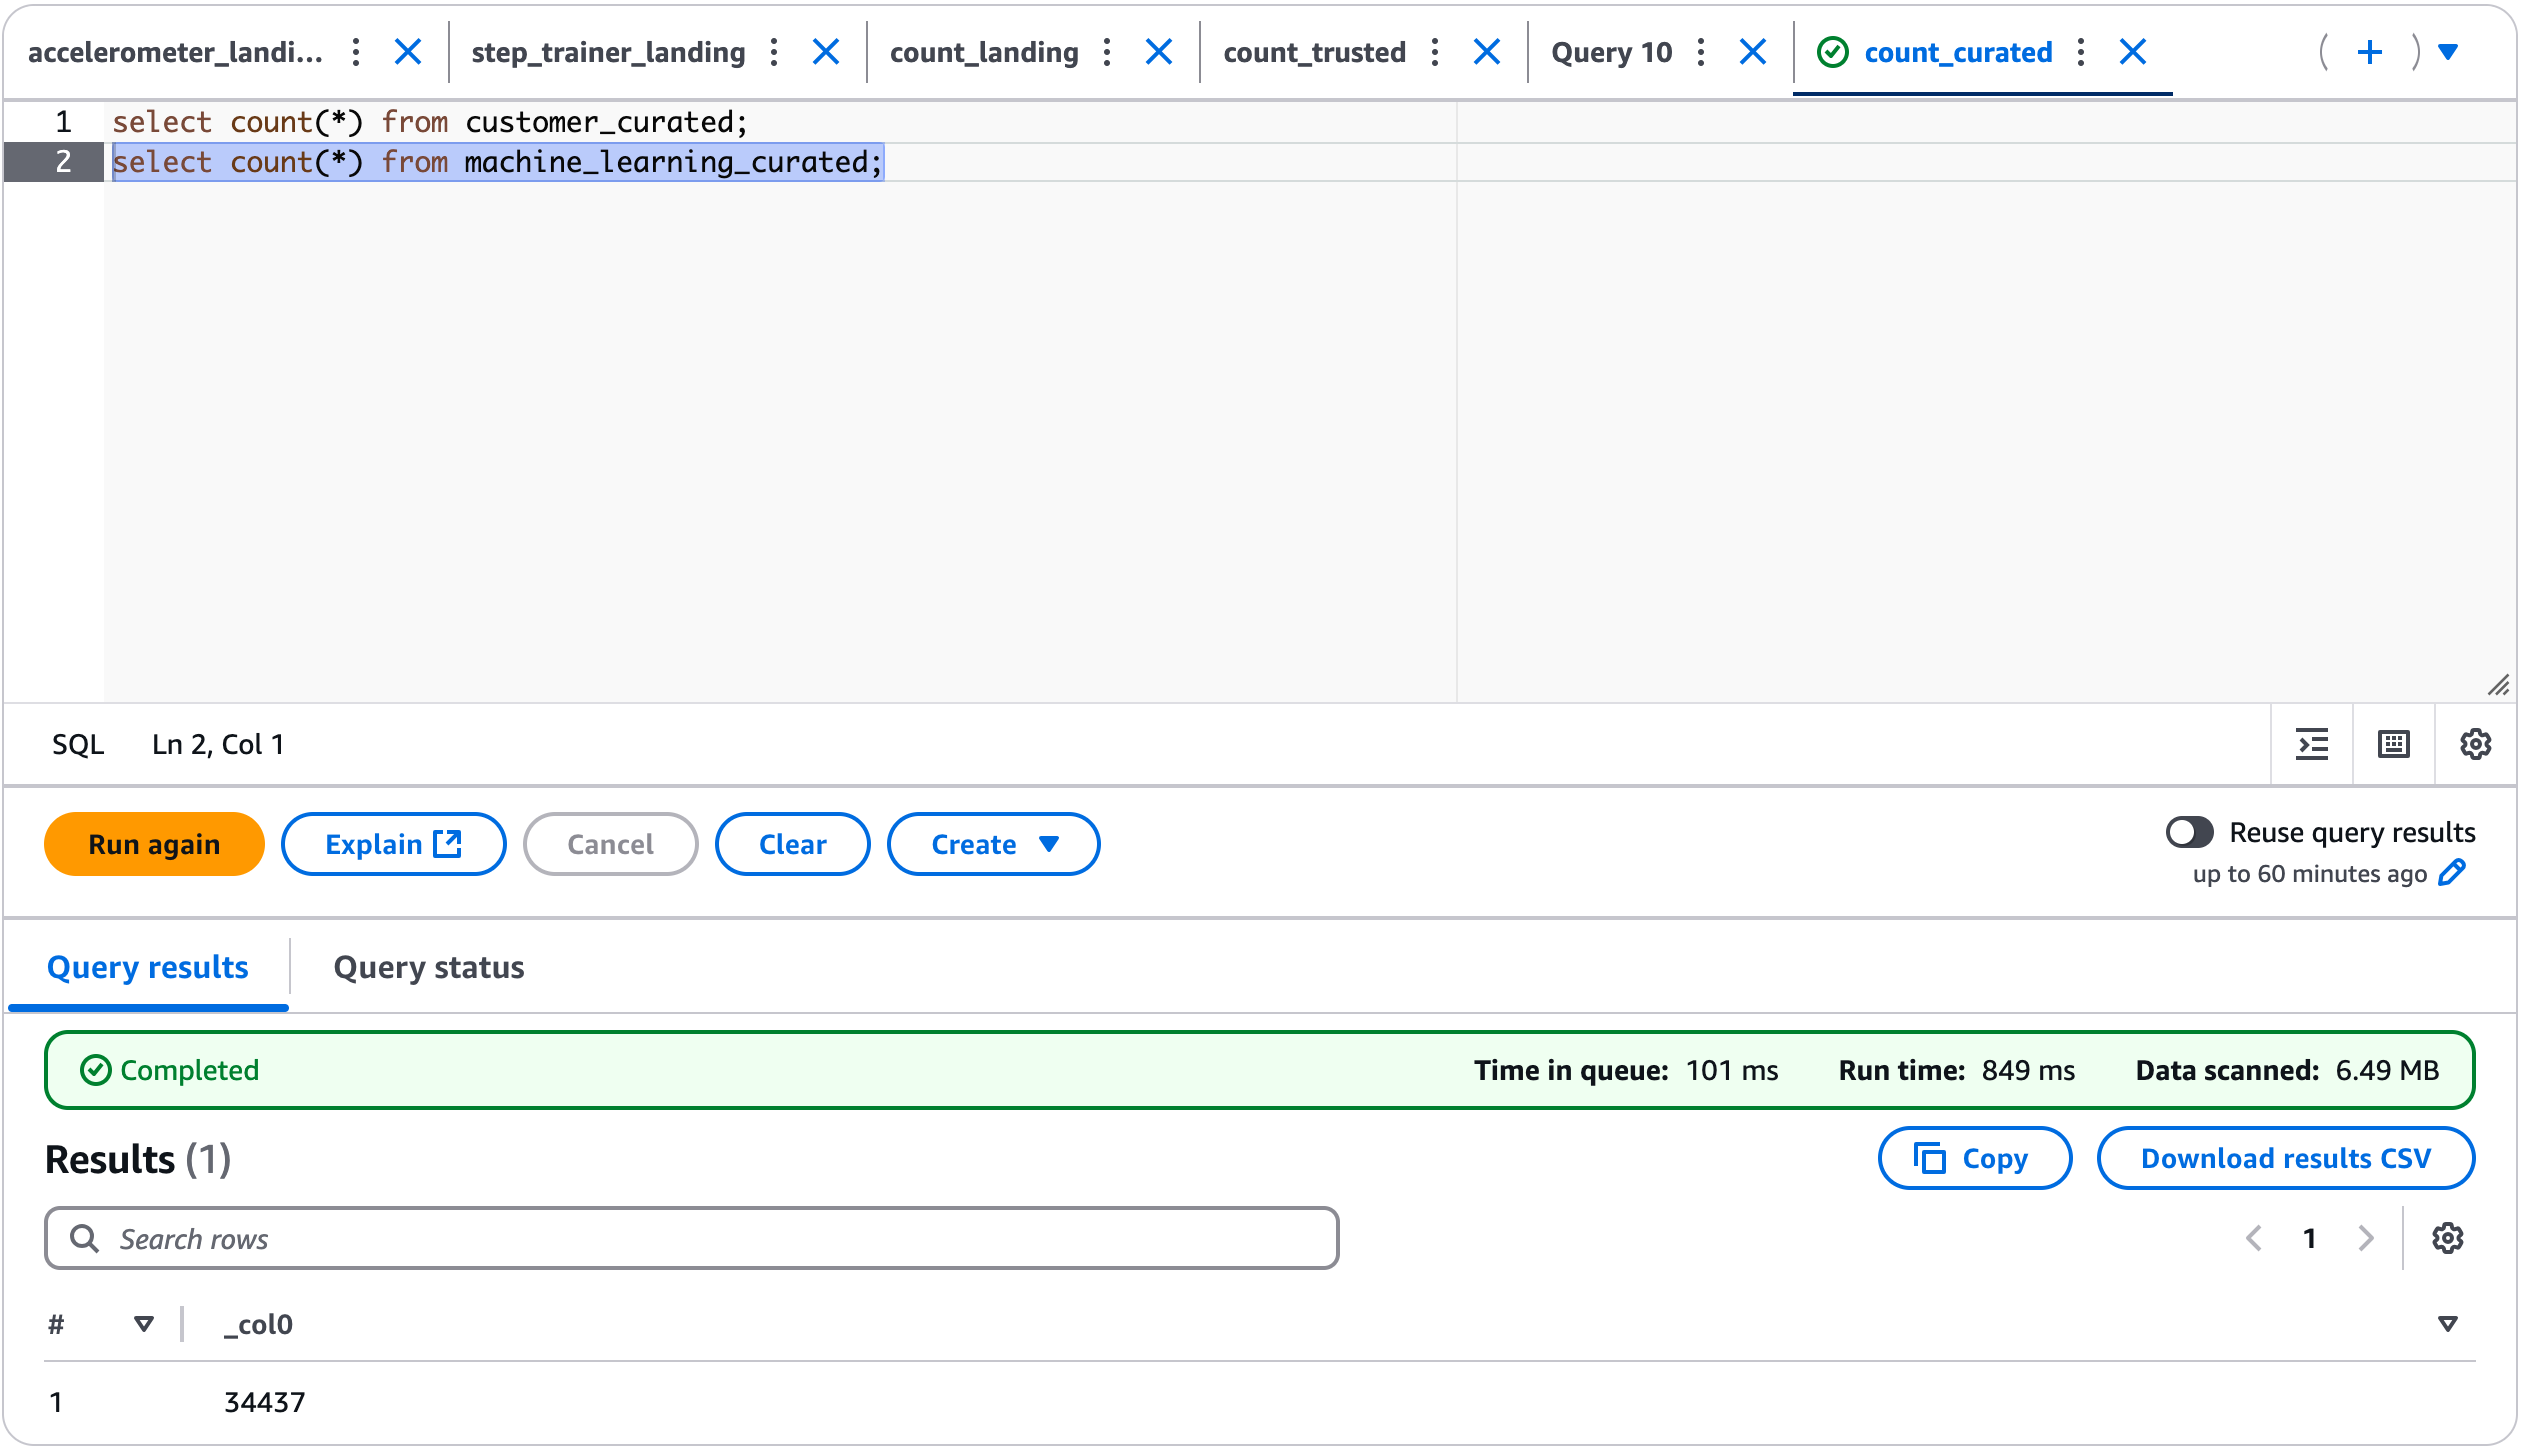 accelerometer_landi... step_trainer_landing count_landing count_trusted Query 10 count_curated
1 select count(*) from customer_curated;
2 select count(*) from machine_learning_curated;
SQL Ln 2, Col 1
Run again Explain Cancel Clear Create Reuse query results
up to 60 minutes ago
Query results Query status
Completed Time in queue: 101 ms Run time: 849 ms Data scanned: 6.49 MB
Results (1) Copy Download results CSV
Search rows 1
# _col0
1 34437